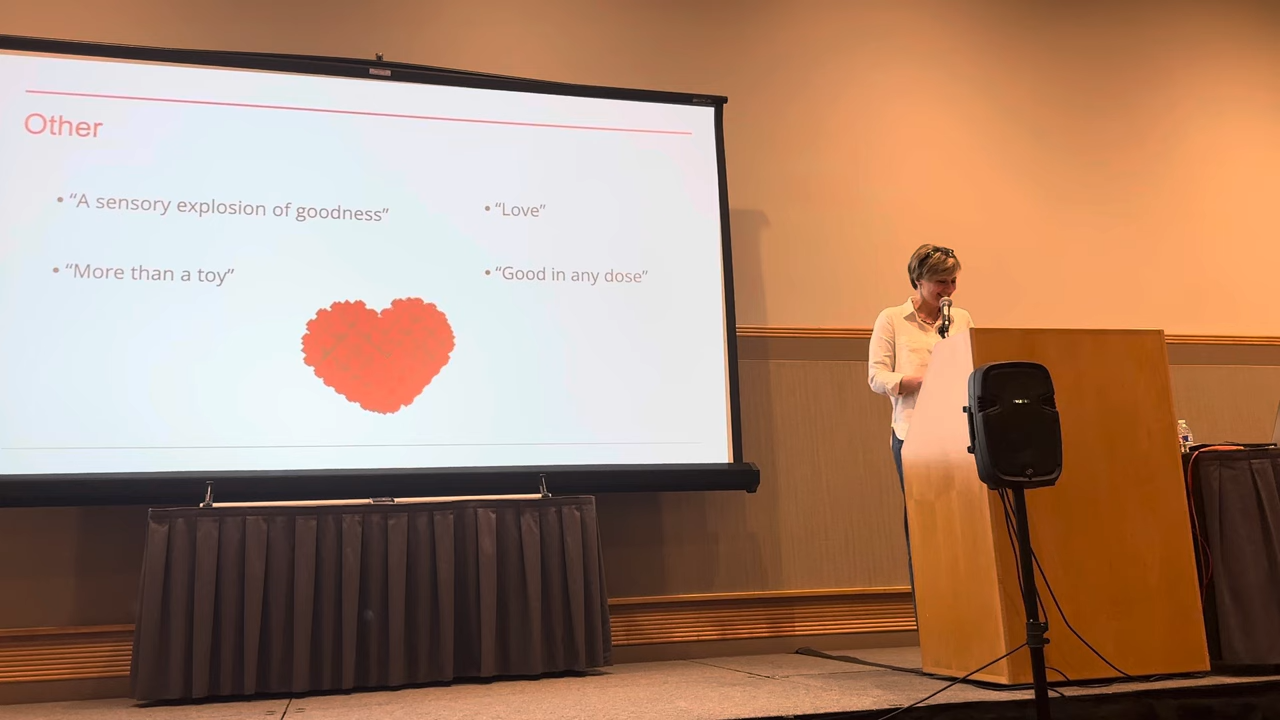 Other
• “A sensory explosion of goodness”
• “Love”
• “More than a toy”
• “Good in any dose”